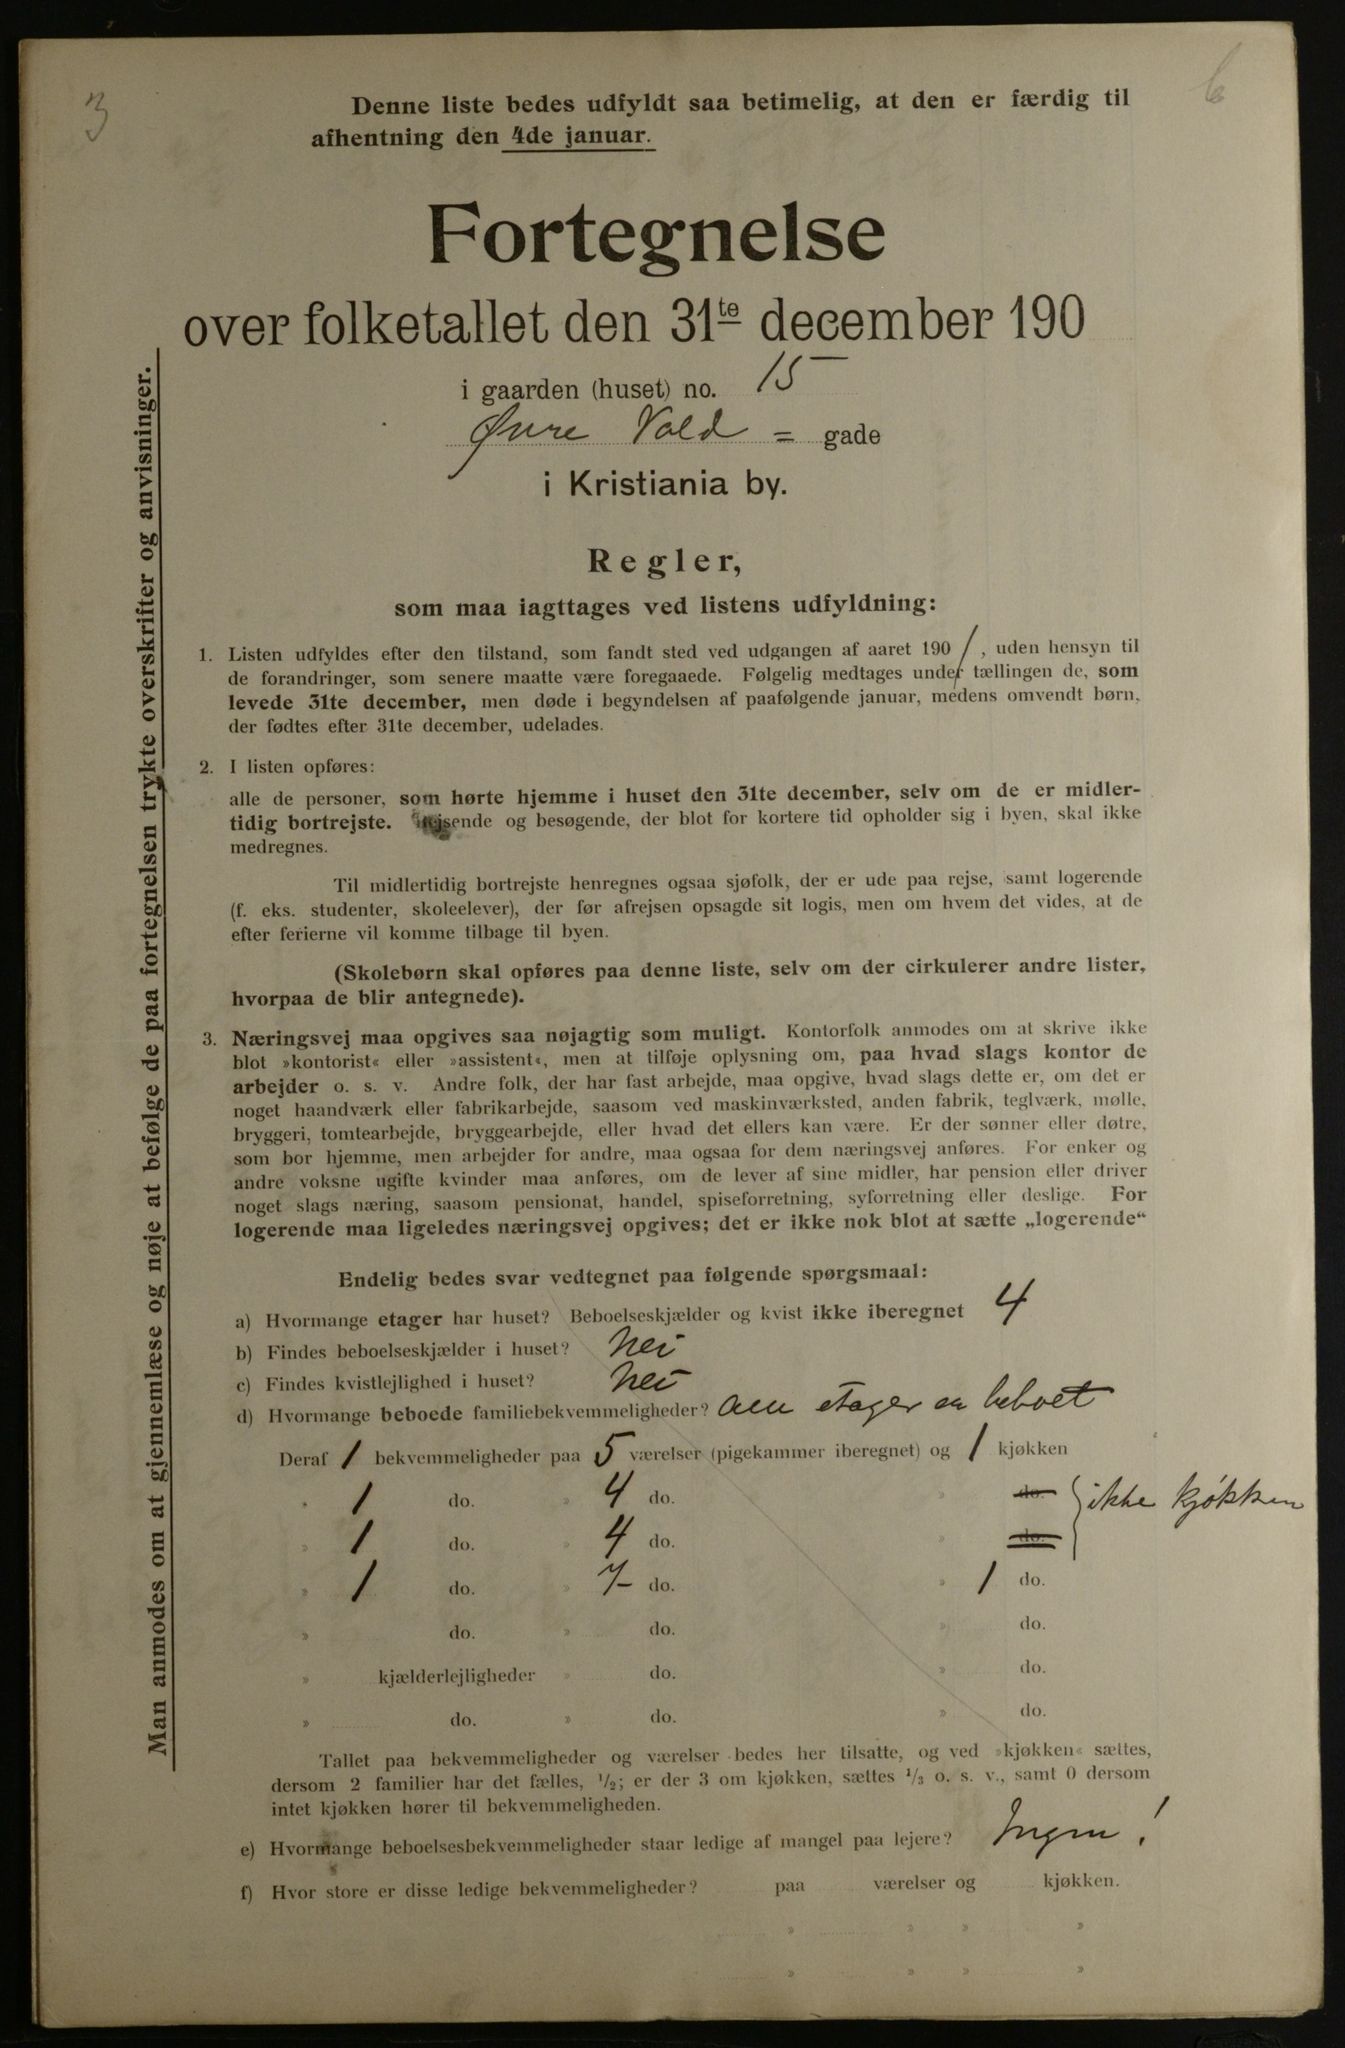 3
6
Denne liste bedes udfyldt saa betimelig, at den er færdig til
afhentning den 4de januar.
Fortegnelse
over folketallet den 31te december 190
i gaarden (huset) no. 15
Øvre Vold = gade
i Kristiania by.
Regler,
som maa iagttages ved listens udfyldning:
1. Listen udfyldes efter den tilstand, som fandt sted ved udgangen af aaret 190 1, uden hensyn til
de forandringer, som senere maatte være foregaaede. Følgelig medtages under tællingen de, som
levede 31te december, men døde i begyndelsen af paafølgende januar, medens omvendt børn,
der fødtes efter 31te december, udelades.
2. I listen opføres:
alle de personer, som hørte hjemme i huset den 31te december, selv om de er midler-
tidig bortrejste. Tilrejsende og besøgende, der blot for kortere tid opholder sig i byen, skal ikke
medregnes.
Til midlertidig bortrejste henregnes ogsaa sjøfolk, der er ude paa rejse, samt logerende
(f. eks. studenter, skoleelever), der før afrejsen opsagde sit logis, men om hvem det vides, at de
efter ferierne vil komme tilbage til byen.
(Skolebørn skal opføres paa denne liste, selv om der cirkulerer andre lister,
hvorpaa de blir antegnede).
3. Næringsvej maa opgives saa nøjagtig som muligt. Kontorfolk anmodes om at skrive ikke
blot »kontorist« eller »assistent«, men at tilføje oplysning om, paa hvad slags kontor de
arbejder o. s. v. Andre folk, der har fast arbejde, maa opgive, hvad slags dette er, om det er
noget haandværk eller fabrikarbejde, saasom ved maskinværksted, anden fabrik, teglværk, mølle,
bryggeri, tomtearbejde, bryggearbejde, eller hvad det ellers kan være. Er der sønner eller døtre,
som bor hjemme, men arbejder for andre, maa ogsaa for dem næringsvej anføres. For enker og
andre voksne ugifte kvinder maa anføres, om de lever af sine midler, har pension eller driver
noget slags næring, saasom pensionat, handel, spiseforretning, syforretning eller deslige. For
logerende maa ligeledes næringsvej opgives; det er ikke nok blot at sætte „logerende“
Endelig bedes svar vedtegnet paa følgende spørgsmaal:
a) Hvormange etager har huset? Beboelseskjælder og kvist ikke iberegnet 4
b) Findes beboelseskjælder i huset? nei
c) Findes kvistlejlighed i huset? nei
d) Hvormange beboede familiebekvemmeligheder? alle etager er beboet
Deraf 1 bekvemmeligheder paa 5 værelser (pigekammer iberegnet) og 1 kjøkken
» 1 do. » 4 do. » do. } ikke kjøkken
» 1 do. » 4 do. » do.
» 1 do. » 7 do. » 1 do.
» do. » do. » do.
» kjælderlejligheder » do. » do.
» do. » do. » do.
Tallet paa bekvemmeligheder og værelser bedes her tilsatte, og ved »kjøkken« sættes,
dersom 2 familier har det fælles, 1/2; er der 3 om kjøkken, sættes 1/3 o. s. v., samt 0 dersom
intet kjøkken hører til bekvemmeligheden.
e) Hvormange beboelsesbekvemmeligheder staar ledige af mangel paa lejere? Ingen!
f) Hvor store er disse ledige bekvemmeligheder? paa værelser og kjøkken.
» » » »
» » » »
Man anmodes om at gjennemlæse og nøje at befølge de paa fortegnelsen trykte overskrifter og anvisninger.